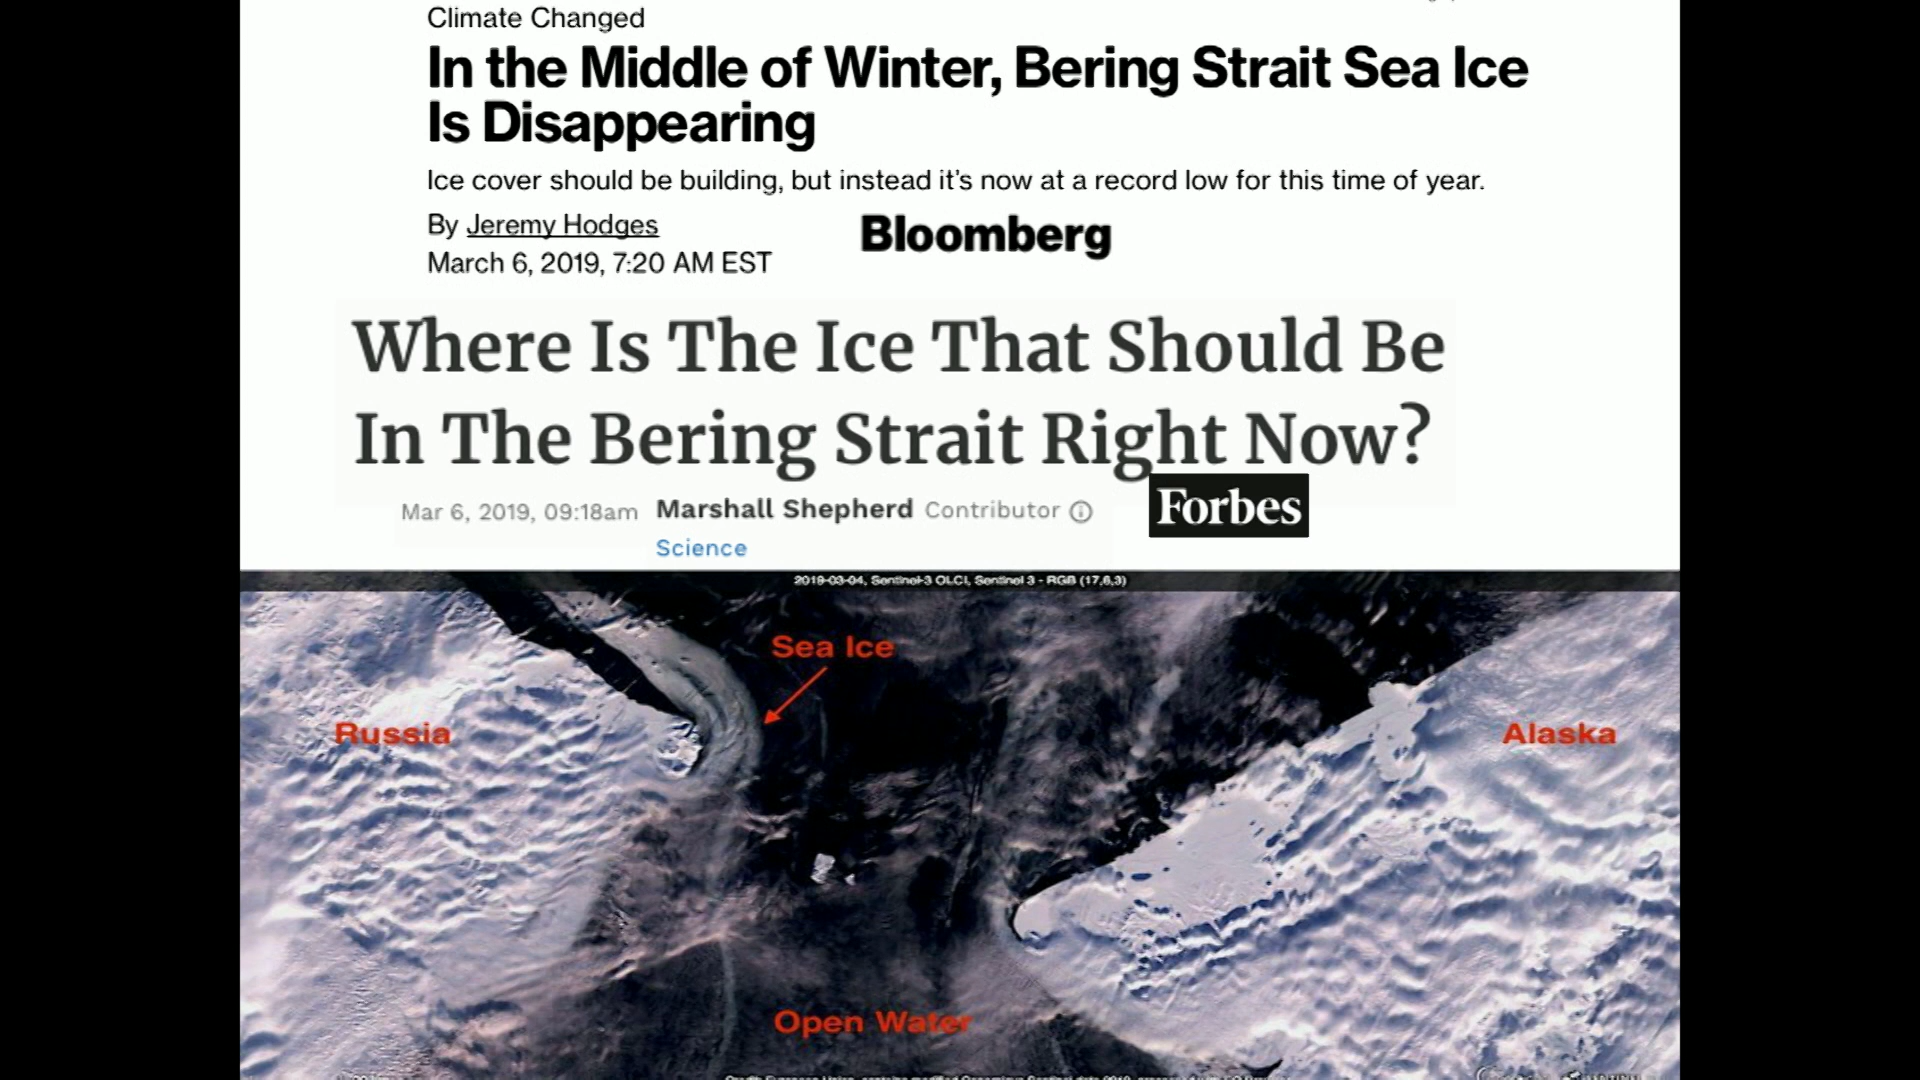 Climate Changed
In the Middle of Winter, Bering Strait Sea Ice
Is Disappearing
Ice cover should be building, but instead it's now at a record low for this time of year.
By Jeremy Hodges
Bloomberg
March 6, 2019, 7:20 AM EST
Where Is The Ice That Should Be
In The Bering Strait Right Now?
Mar 6, 2019, 09:18am Marshall Shepherd Contributor
Forbes
Science
2019-03-04, Sentinel-3 OLCI, Sentinel 3 - RGB (17,6,3)
Sea Ice
Russia
Alaska
Open Water